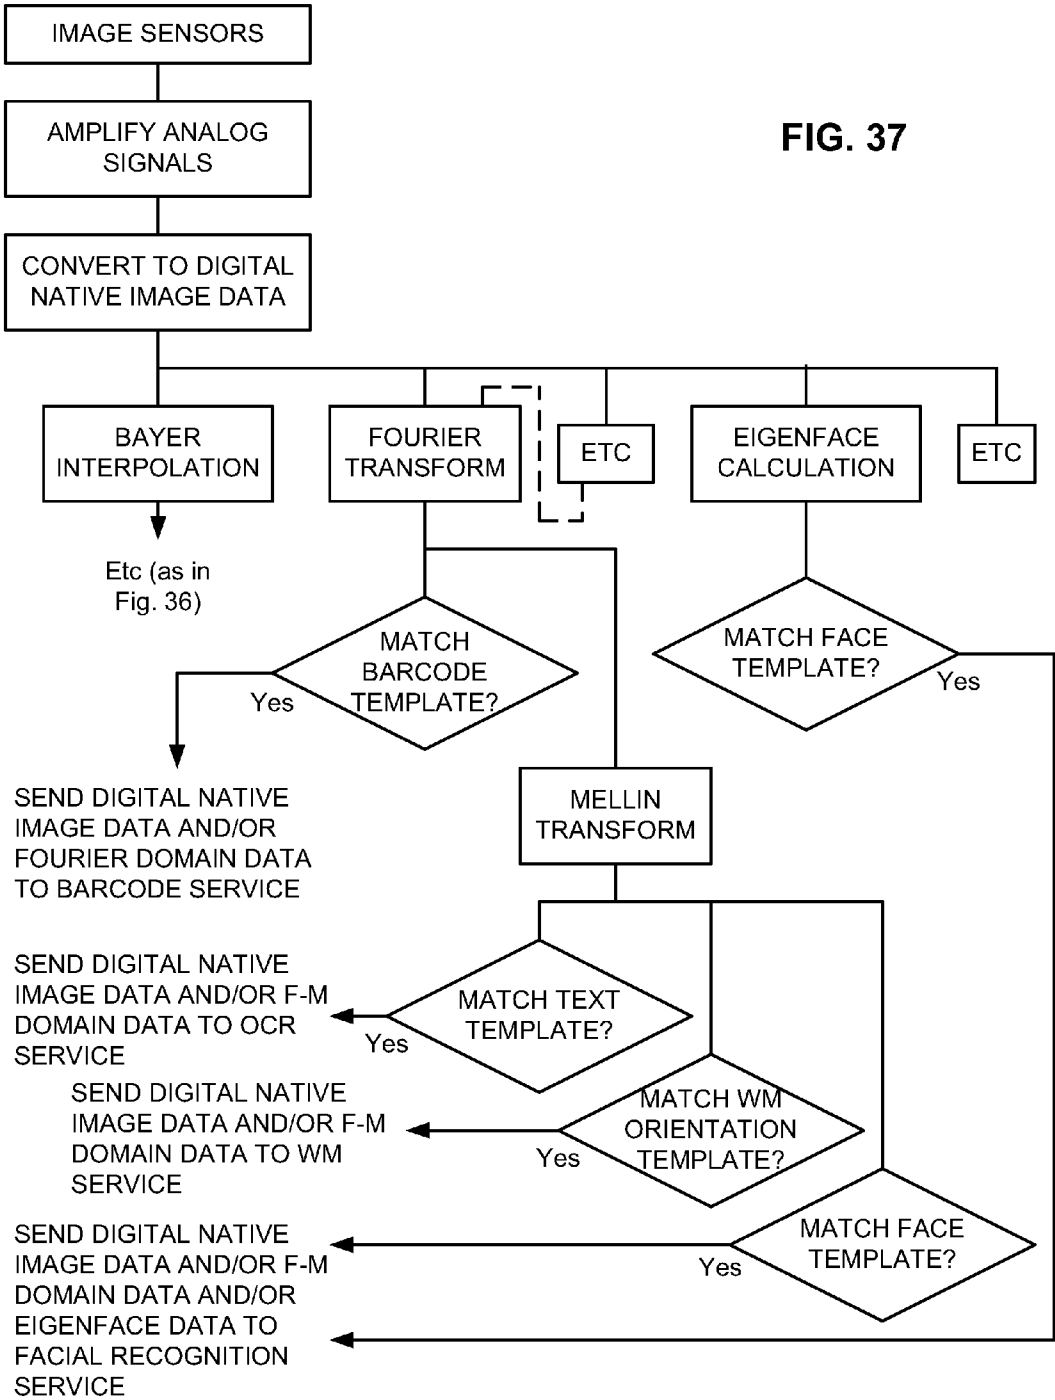 IMAGE SENSORS
AMPLIFY ANALOG
SIGNALS
FIG. 37
CONVERT TO DIGITAL
NATIVE IMAGE DATA
BAYER
INTERPOLATION
FOURIER
TRANSFORM
ETC
EIGENFACE
CALCULATION
ETC
Etc (as in
Fig. 36)
MATCH
BARCODE
TEMPLATE?
Yes
MATCH FACE
TEMPLATE?
Yes
SEND DIGITAL NATIVE
IMAGE DATA AND/OR
FOURIER DOMAIN DATA
TO BARCODE SERVICE
MELLIN
TRANSFORM
SEND DIGITAL NATIVE
IMAGE DATA AND/OR F-M
DOMAIN DATA TO OCR
SERVICE
MATCH TEXT
TEMPLATE?
Yes
SEND DIGITAL NATIVE
IMAGE DATA AND/OR F-M
DOMAIN DATA TO WM
SERVICE
MATCH WM
ORIENTATION
TEMPLATE?
Yes
SEND DIGITAL NATIVE
IMAGE DATA AND/OR F-M
DOMAIN DATA AND/OR
EIGENFACE DATA TO
FACIAL RECOGNITION
SERVICE
MATCH FACE
TEMPLATE?
Yes